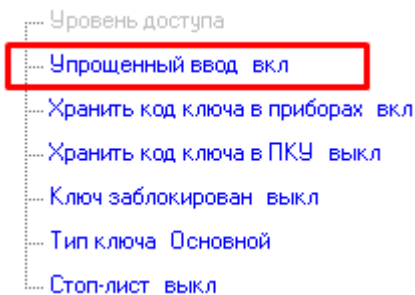 Уровень доступа
Упрощенный ввод вкл
Хранить код ключа в приборах вкл
Хранить код ключа в ПКУ выкл
Ключ заблокирован выкл
Тип ключа Основной
Стоп-лист выкл